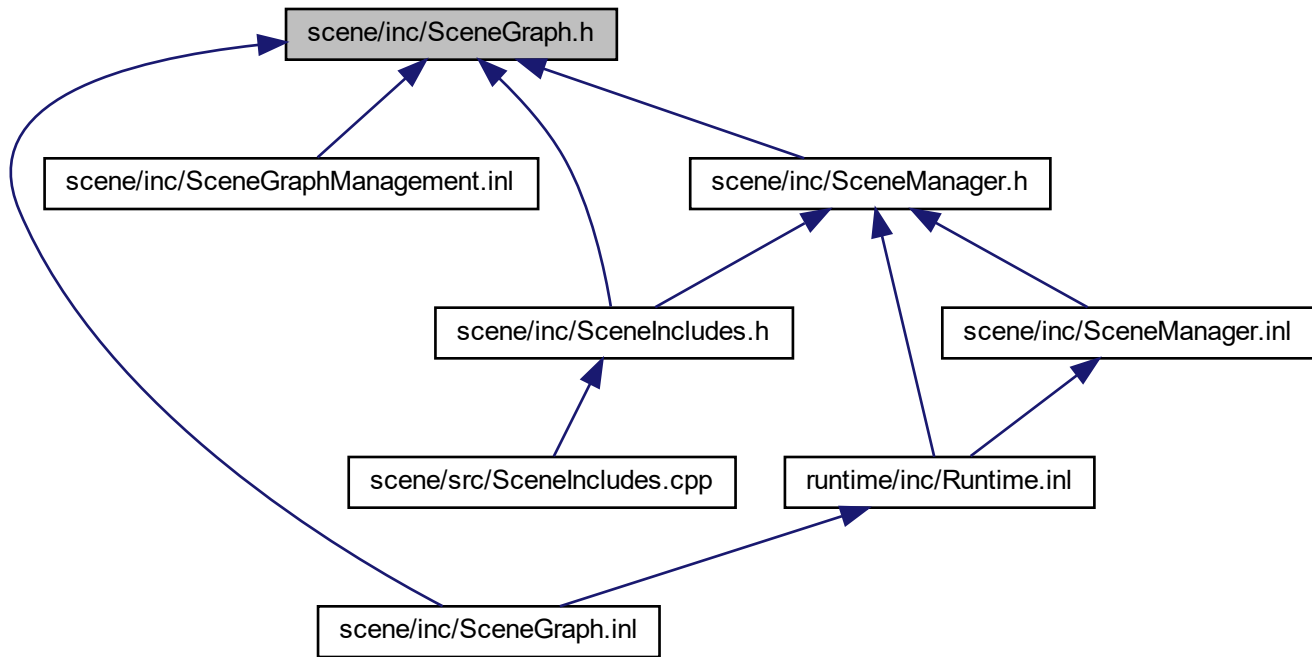 scene/inc/SceneGraph.h
scene/inc/SceneGraphManagement.inl
scene/inc/SceneManager.h
scene/inc/SceneIncludes.h
scene/inc/SceneManager.inl
scene/src/SceneIncludes.cpp
runtime/inc/Runtime.inl
scene/inc/SceneGraph.inl